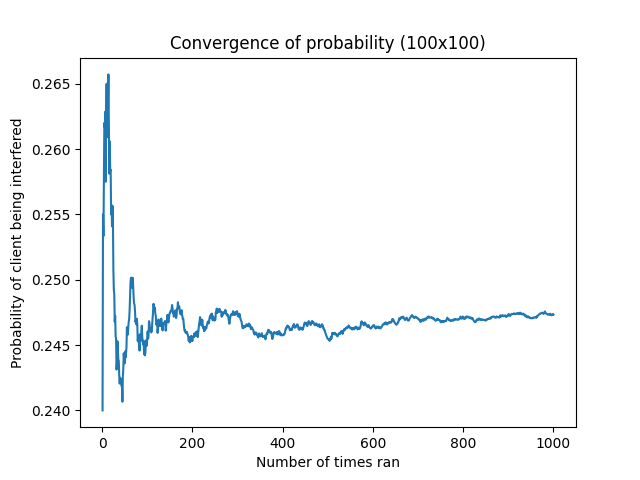 Convergence of probability (100x100)
Probability of client being interfered
0.265
0.260
0.255
0.250
0.245
0.240
0 200 400 600 800 1000
Number of times ran